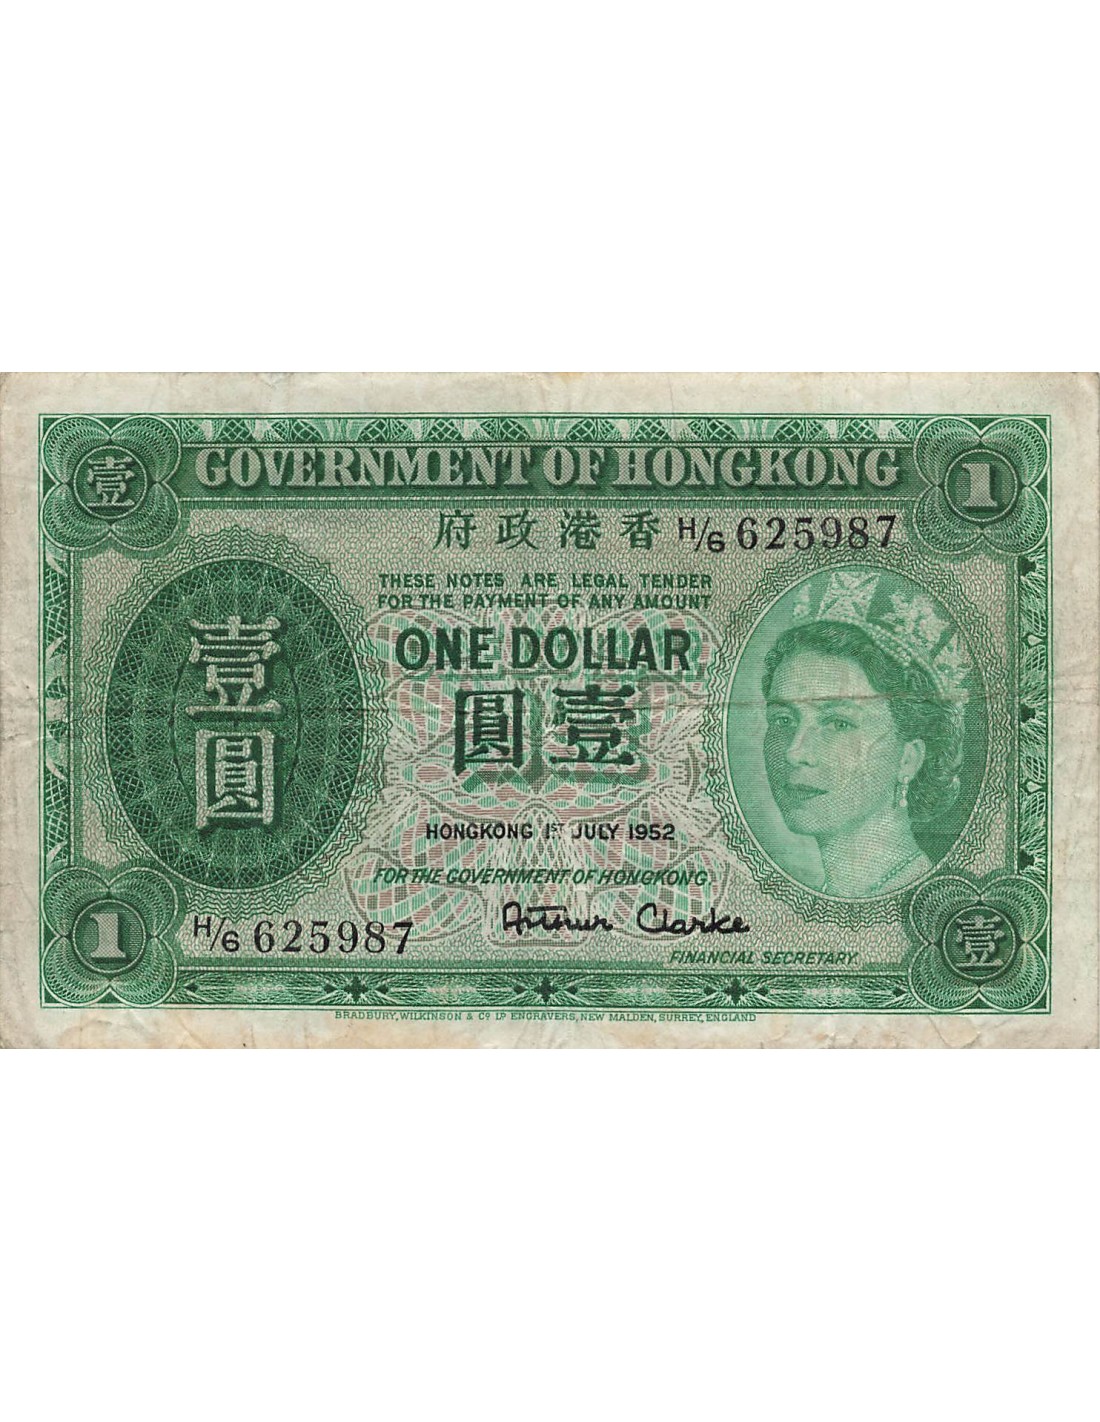 壹 GOVERNMENT OF HONGKONG 1
府政港香 H/6 625987
THESE NOTES ARE LEGAL TENDER
FOR THE PAYMENT OF ANY AMOUNT
ONE DOLLAR
圓壹
壹
圓
HONGKONG 1ST JULY 1952
FOR THE GOVERNMENT OF HONGKONG
Arthur Clarke
1 H/6 625987
FINANCIAL SECRETARY.
壹
BRADBURY, WILKINSON & Cº Lº ENGRAVERS, NEW MALDEN, SURREY, ENGLAND